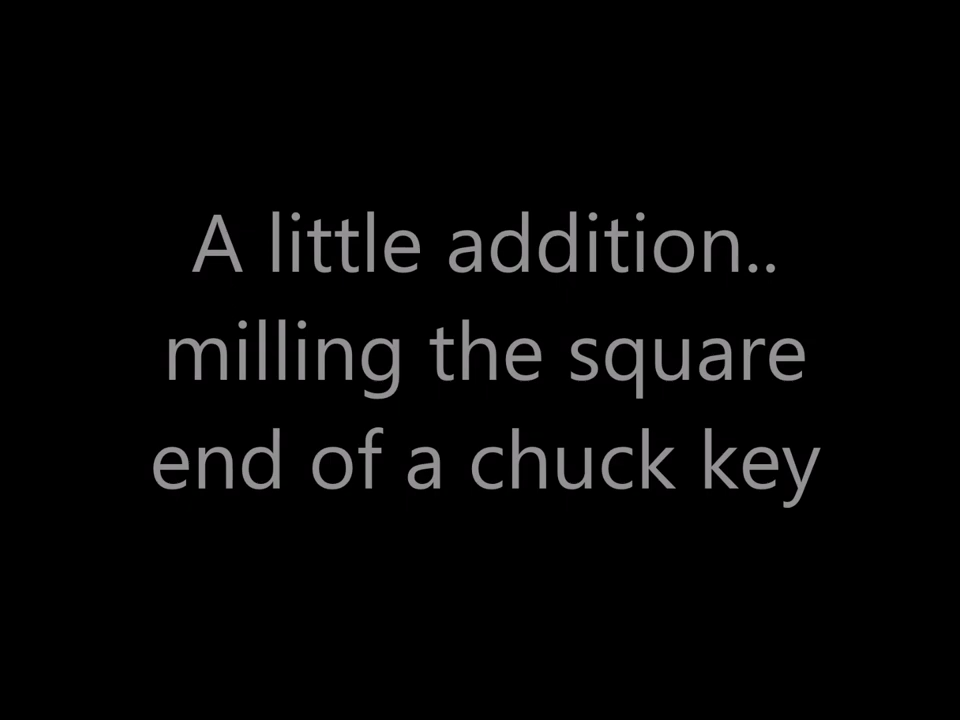 A little addition..
milling the square
end of a chuck key